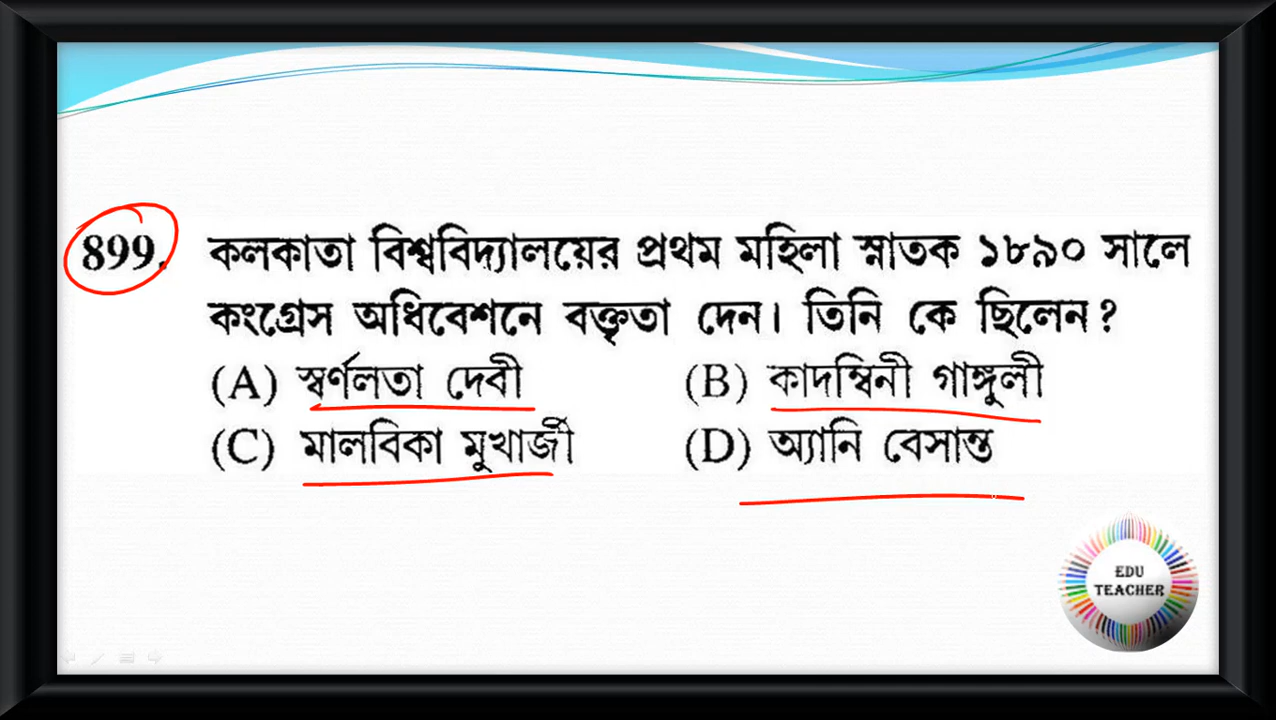 899. কলকাতা বিশ্ববিদ্যালয়ের প্রথম মহিলা স্নাতক ১৮৯০ সালে
কংগ্রেস অধিবেশনে বক্তৃতা দেন। তিনি কে ছিলেন?
(A) স্বর্ণলতা দেবী (B) কাদম্বিনী গাঙ্গুলী
(C) মালবিকা মুখার্জী (D) অ্যানি বেসান্ত
EDU
TEACHER